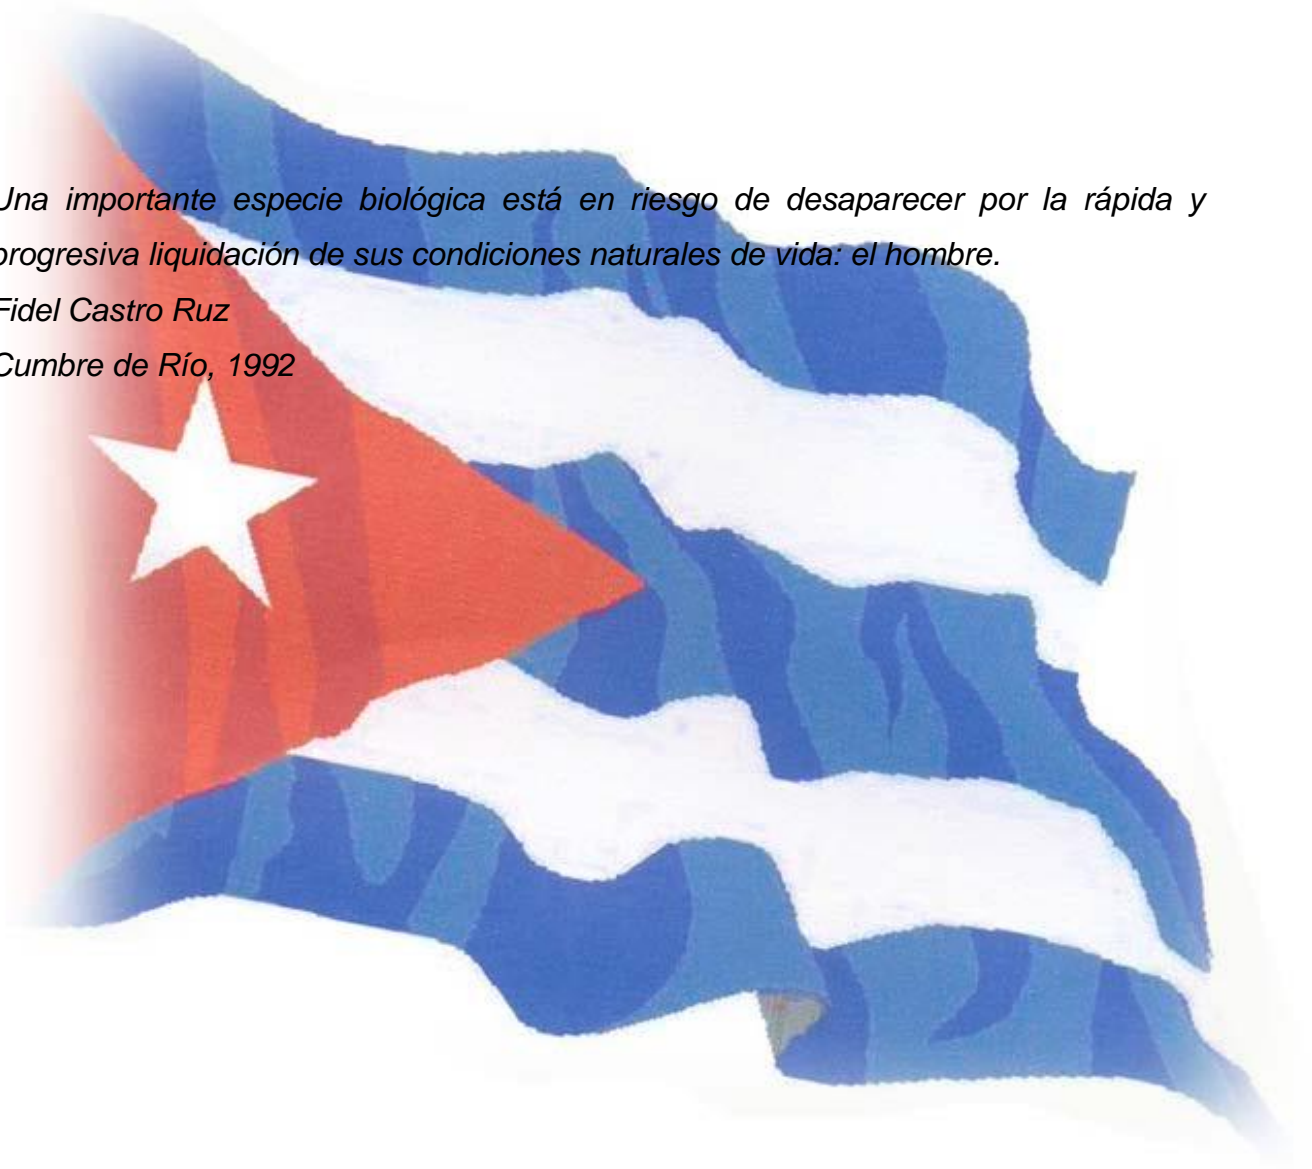 Una importante especie biológica está en riesgo de desaparecer por la rápida y
progresiva liquidación de sus condiciones naturales de vida: el hombre.
Fidel Castro Ruz
Cumbre de Río, 1992